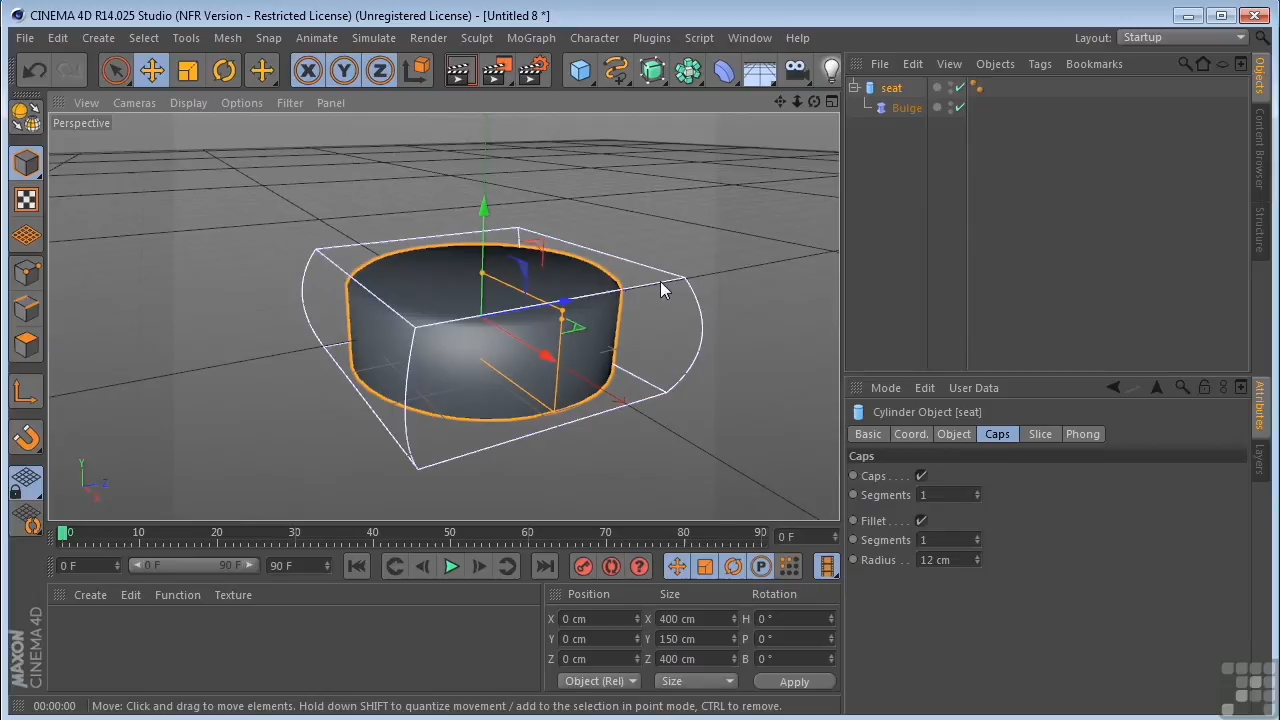 CINEMA 4D R14.025 Studio (NFR Version - Restricted License) (Unregistered License) - [Untitled 8 *]
File Edit Create Select Tools Mesh Snap Animate Simulate Render Sculpt MoGraph Character Plugins Script Window Help Layout: Startup
X Y Z
File Edit View Objects Tags Bookmarks
View Cameras Display Options Filter Panel
Perspective
seat
Bulge
Objects
Content Browser
Structure
Y
Z
X
Mode Edit User Data
Cylinder Object [seat]
Basic Coord. Object Caps Slice Phong
Caps
Caps . . . .
Segments 1
Fillet . . . .
Segments 1
Radius . . 12 cm
Attributes
Layers
0 10 20 30 40 50 60 70 80 90 0 F
0 F 0 F 90 F 90 F P
Create Edit Function Texture
Position Size Rotation
X 0 cm X 400 cm H 0 °
Y 0 cm Y 150 cm P 0 °
Z 0 cm Z 400 cm B 0 °
Object (Rel) Size Apply
MAXON
CINEMA 4D
00:00:00 Move: Click and drag to move elements. Hold down SHIFT to quantize movement / add to the selection in point mode, CTRL to remove.